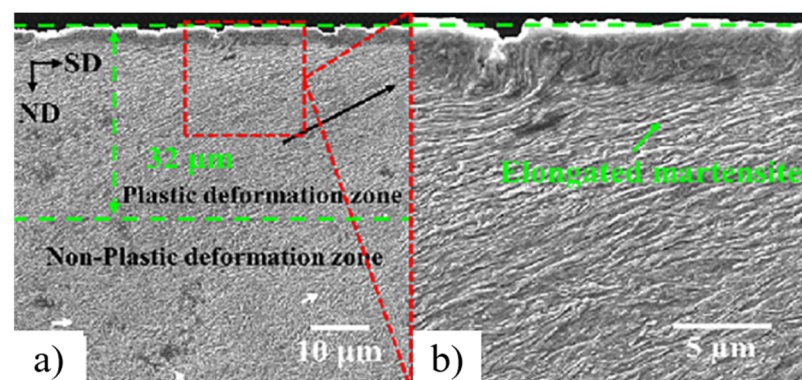 SD
ND
32 μm
Plastic deformation zone
Non-Plastic deformation zone
10 μm
a)
Elongated martensite
5 μm
b)